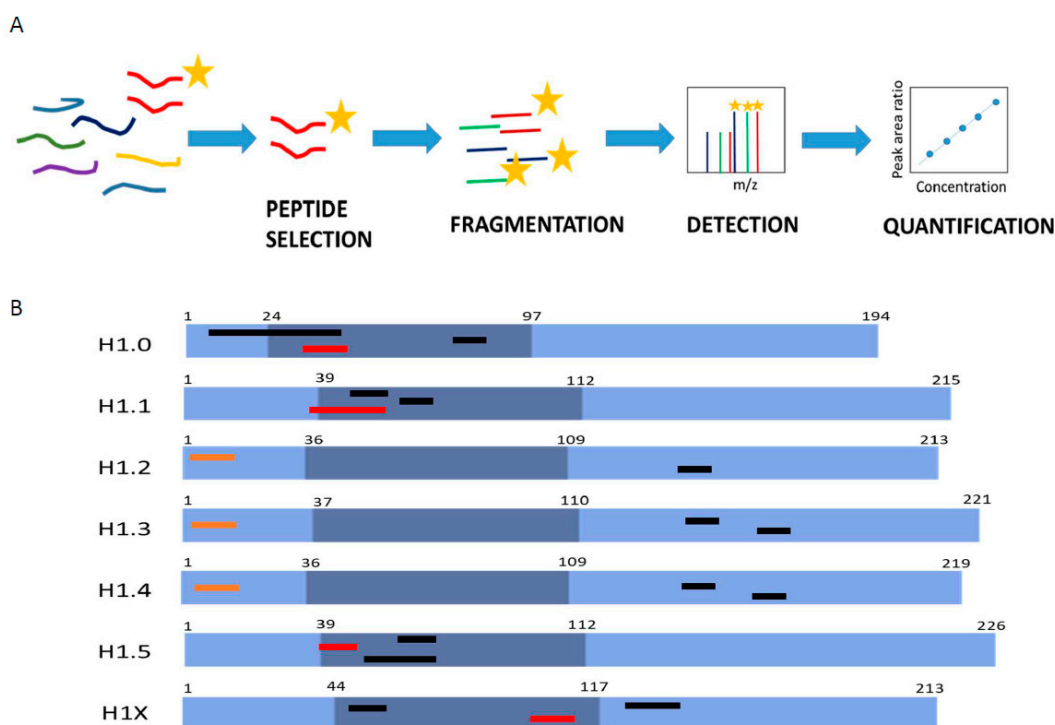 A
PEPTIDE
SELECTION
FRAGMENTATION
m/z
DETECTION
Peak area ratio
Concentration
QUANTIFICATION
B
1 24 97 194
H1.0
1 39 112 215
H1.1
1 36 109 213
H1.2
1 37 110 221
H1.3
1 36 109 219
H1.4
1 39 112 226
H1.5
1 44 117 213
H1X